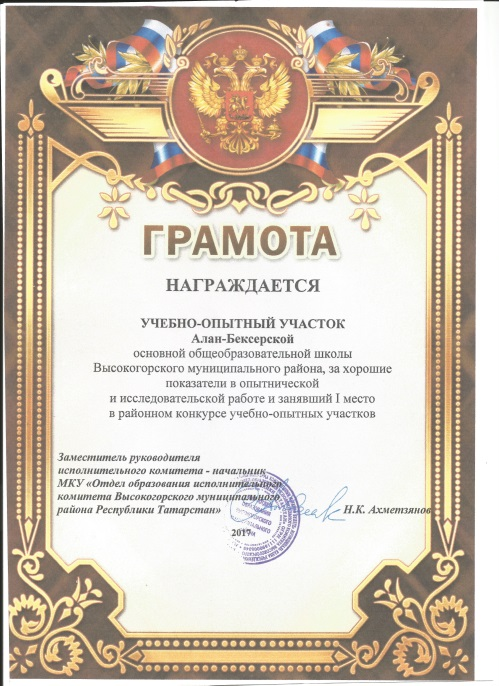 ГРАМОТА
НАГРАЖДАЕТСЯ
УЧЕБНО-ОПЫТНЫЙ УЧАСТОК
Алан-Бексерской
основной общеобразовательной школы
Высокогорского муниципального района, за хорошие
показатели в опытнической
и исследовательской работе и занявший I место
в районном конкурсе учебно-опытных участков
Заместитель руководителя
исполнительного комитета - начальник
МКУ «Отдел образования исполнительного
комитета Высокогорского муниципального
района Республики Татарстан»
Н.К. Ахметзянов
2017г